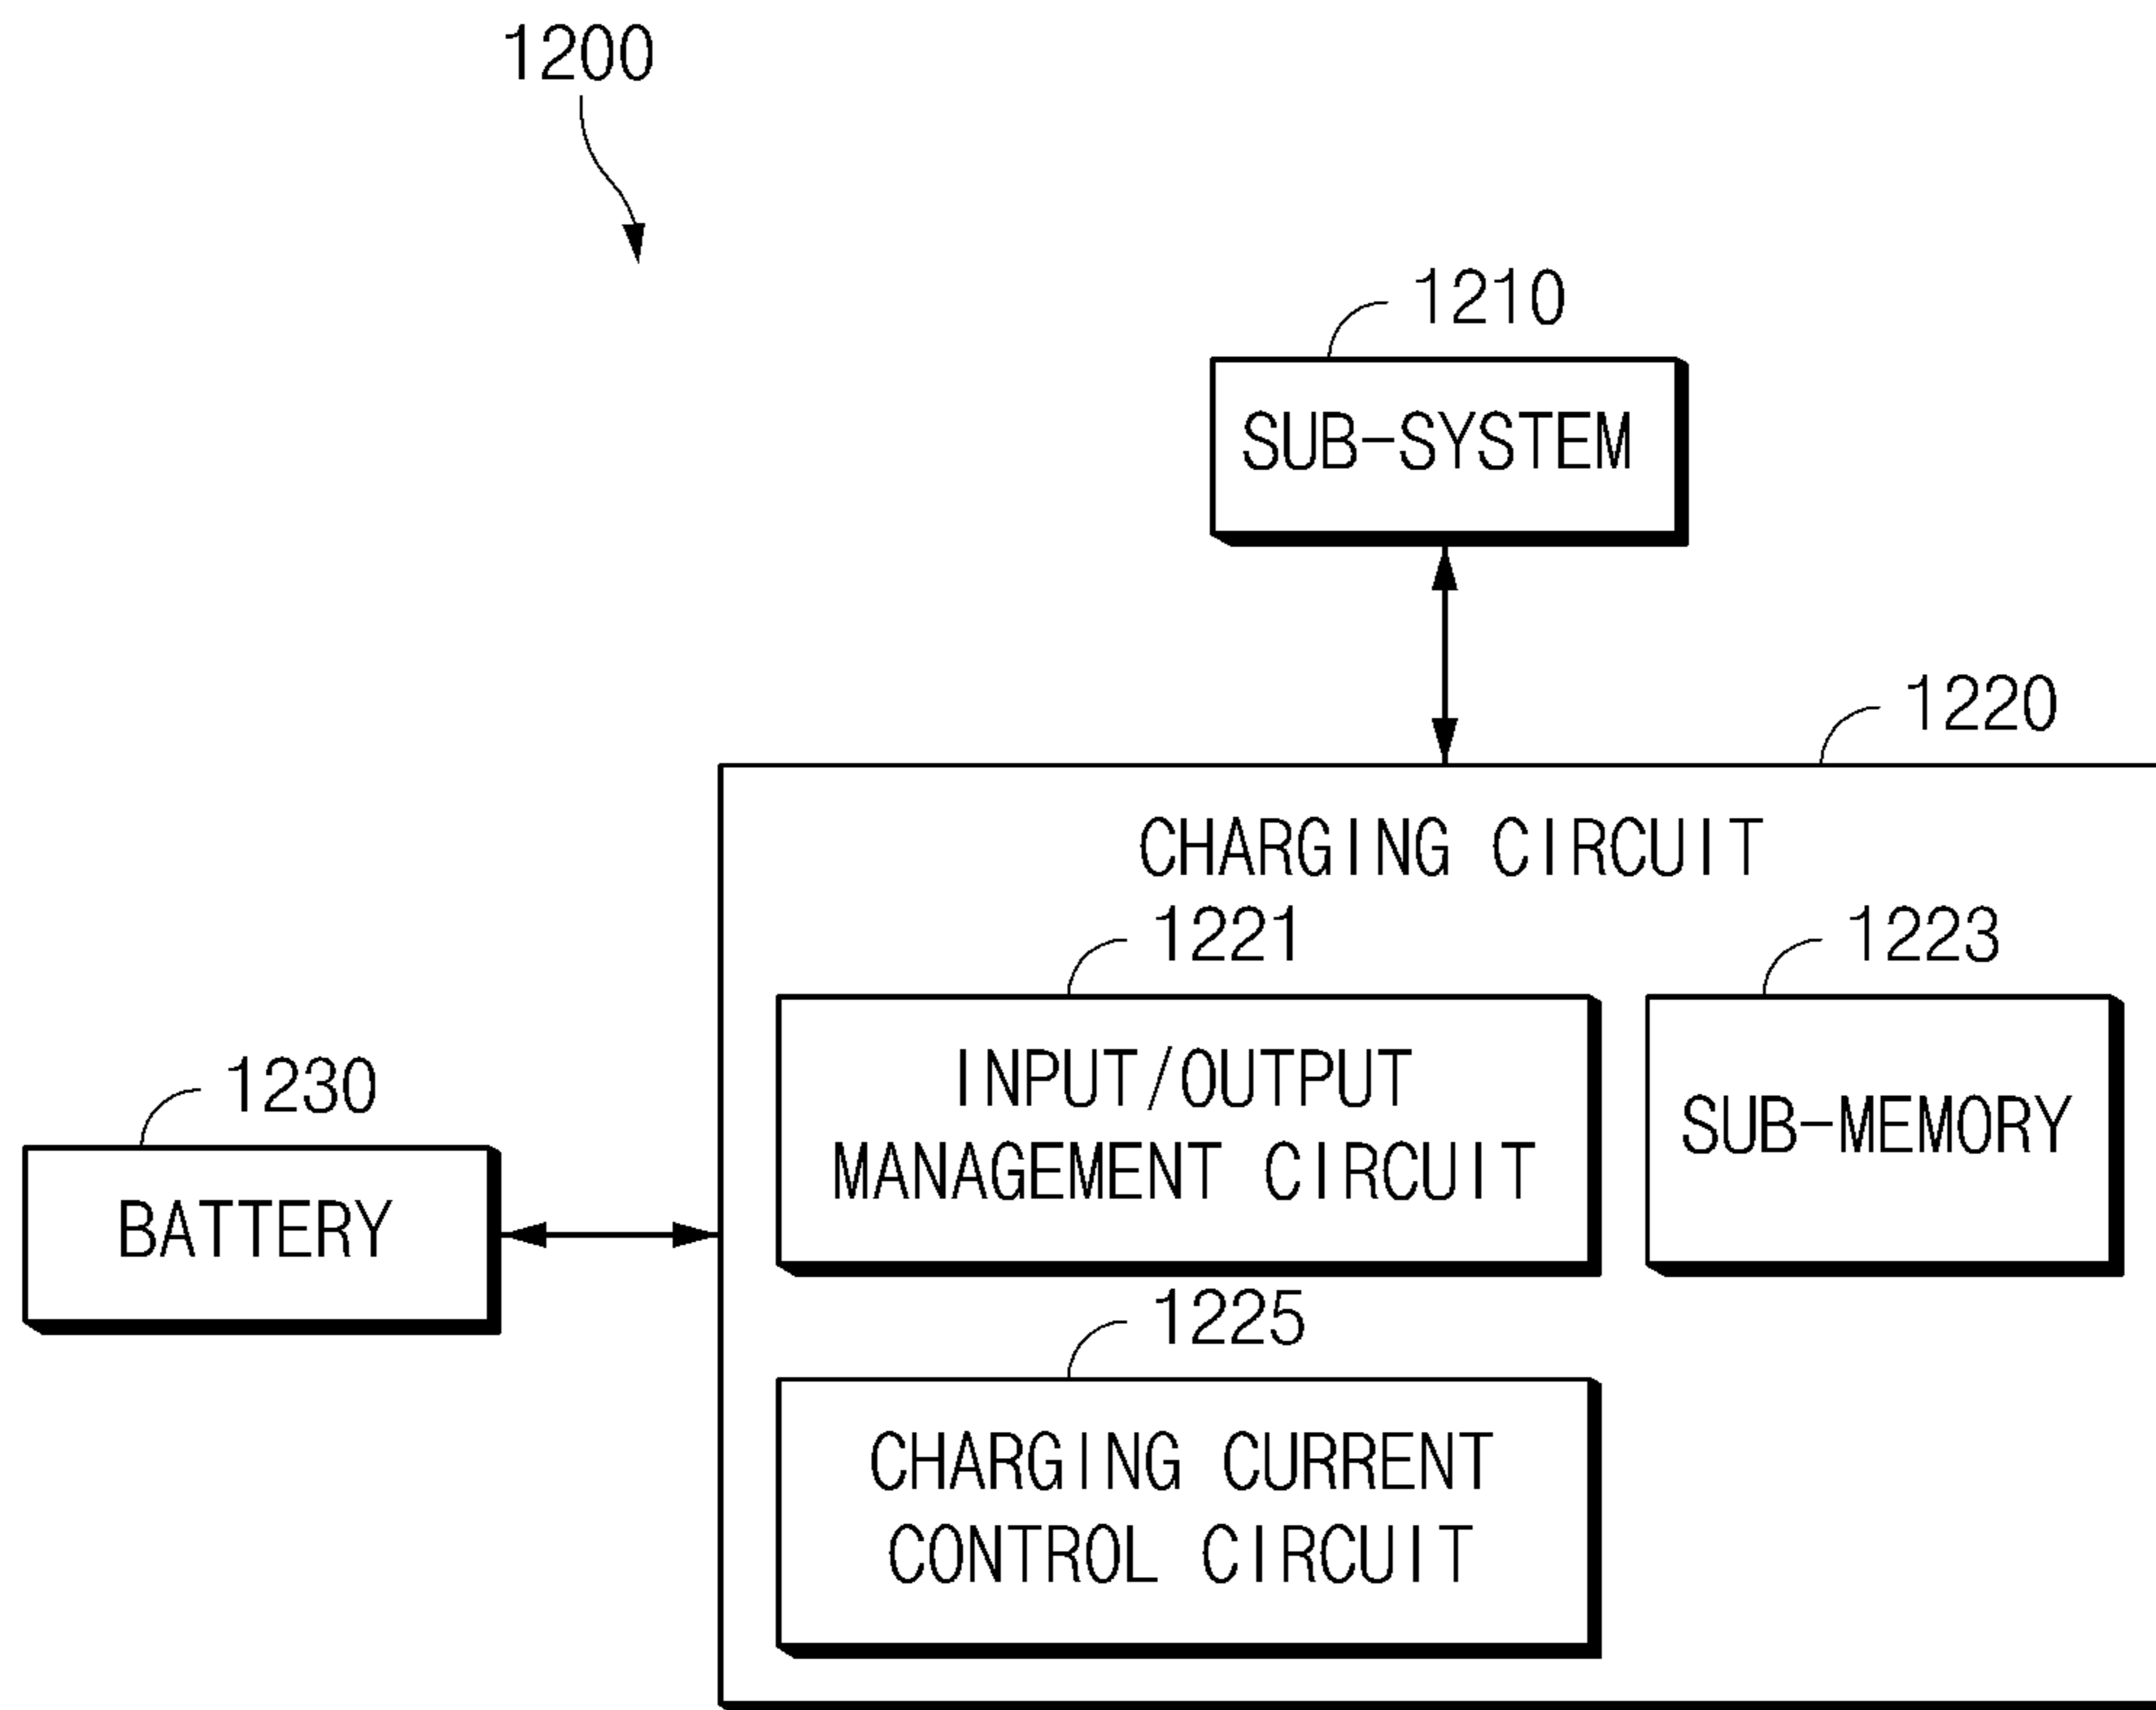 1200
1210
SUB-SYSTEM
1220
CHARGING CIRCUIT
1221
1223
INPUT/OUTPUT
MANAGEMENT CIRCUIT
SUB-MEMORY
1230
BATTERY
1225
CHARGING CURRENT
CONTROL CIRCUIT